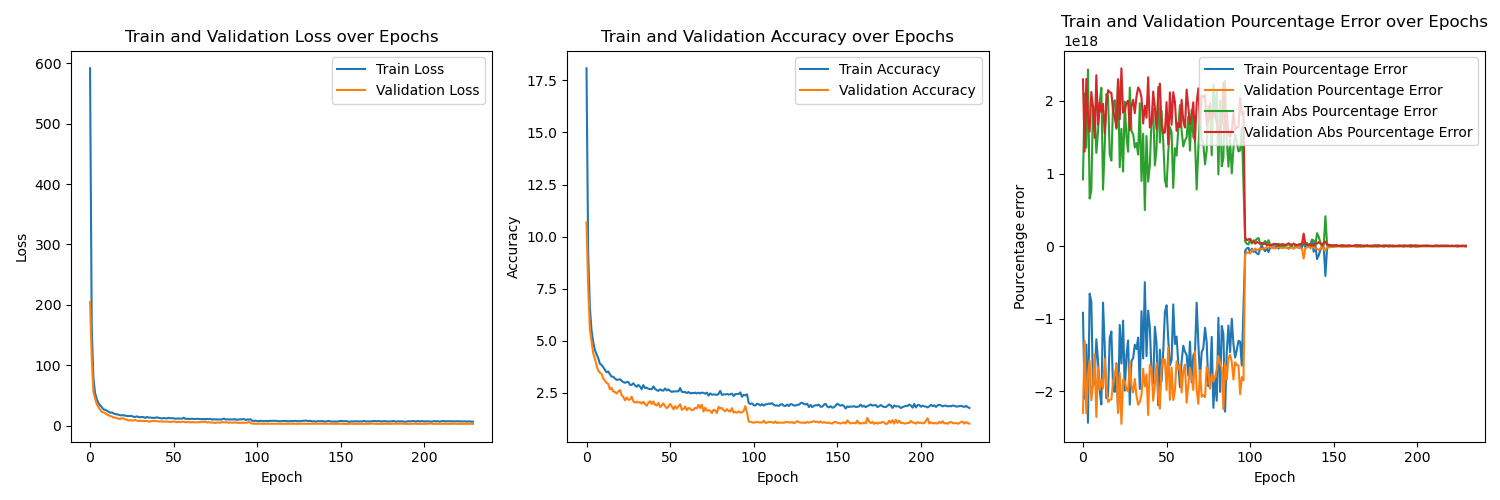 Train and Validation Loss over Epochs
Train Loss
Validation Loss
Loss
600
500
400
300
200
100
0
0 50 100 150 200
Epoch
Train and Validation Accuracy over Epochs
Train Accuracy
Validation Accuracy
Accuracy
17.5
15.0
12.5
10.0
7.5
5.0
2.5
0 50 100 150 200
Epoch
Train and Validation Pourcentage Error over Epochs
1e18
Train Pourcentage Error
Validation Pourcentage Error
Train Abs Pourcentage Error
Validation Abs Pourcentage Error
Pourcentage error
2
1
0
−1
−2
0 50 100 150 200
Epoch